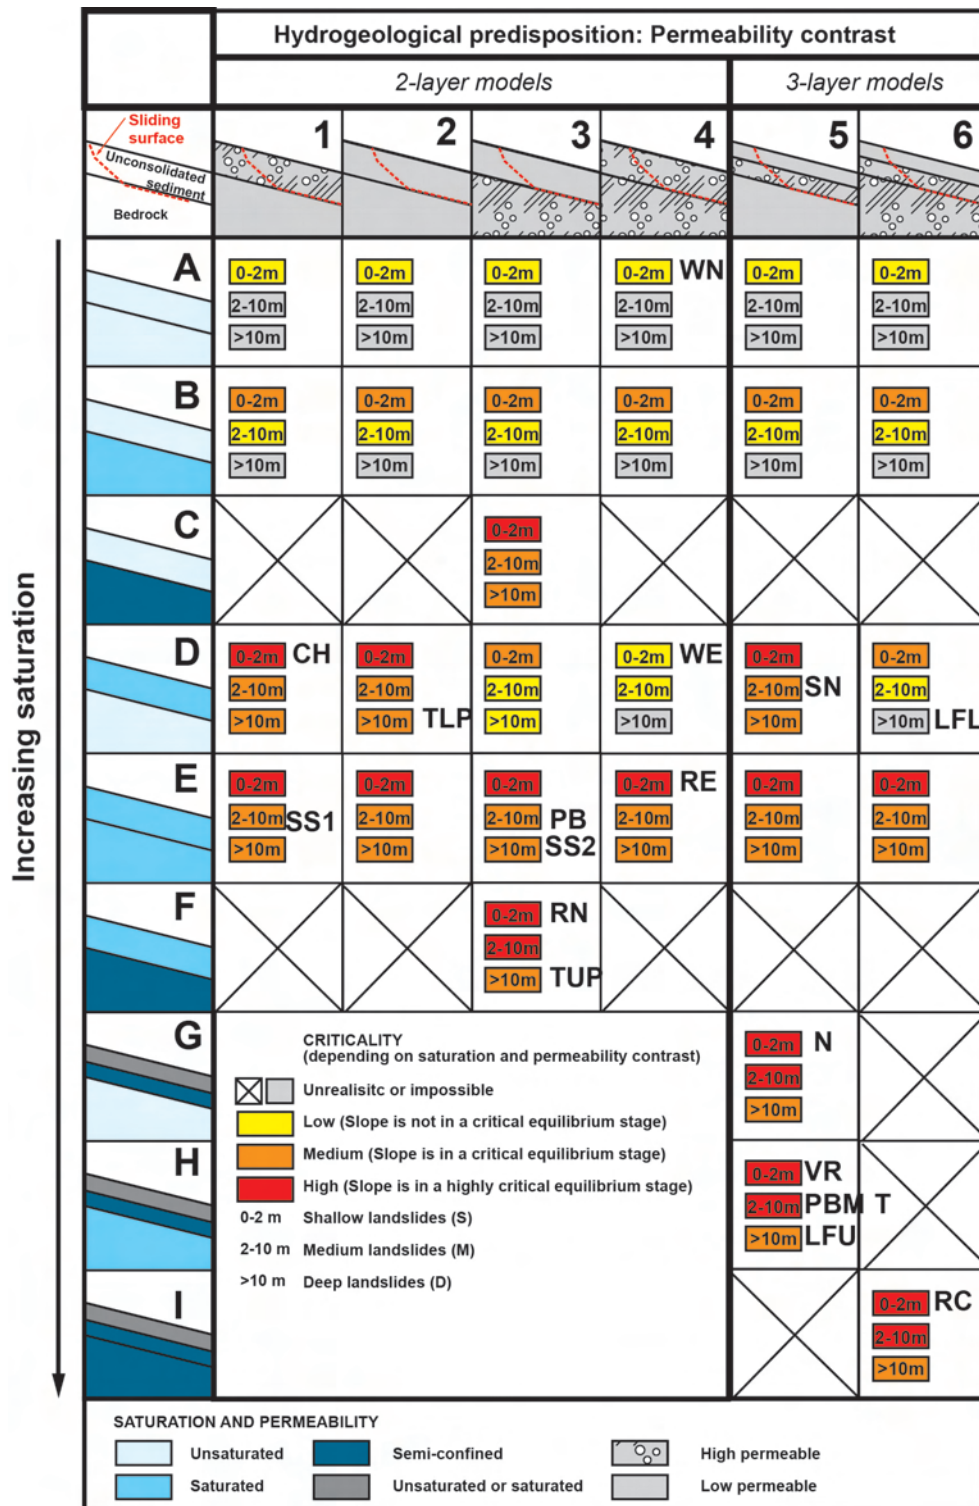 Hydrogeological predisposition: Permeability contrast
2-layer models 3-layer models
Sliding surface
Unconsolidated sediment
Bedrock
1 2 3 4 5 6
Increasing saturation
A
0-2m 0-2m 0-2m 0-2m WN 0-2m 0-2m
2-10m 2-10m 2-10m 2-10m 2-10m 2-10m
>10m >10m >10m >10m >10m >10m
B
0-2m 0-2m 0-2m 0-2m 0-2m 0-2m
2-10m 2-10m 2-10m 2-10m 2-10m 2-10m
>10m >10m >10m >10m >10m >10m
C
0-2m
2-10m
>10m
D
0-2m CH 0-2m 0-2m 0-2m WE 0-2m 0-2m
2-10m 2-10m 2-10m 2-10m 2-10m SN 2-10m
>10m >10m TLP >10m >10m >10m >10m LFL
E
0-2m 0-2m 0-2m 0-2m RE 0-2m 0-2m
2-10m SS1 2-10m 2-10m PB 2-10m 2-10m 2-10m
>10m >10m >10m SS2 >10m >10m >10m
F
0-2m RN
2-10m
>10m TUP
G
0-2m N
2-10m
>10m
H
0-2m VR
2-10m PBM T
>10m LFU
I
0-2m RC
2-10m
>10m
CRITICALITY
(depending on saturation and permeability contrast)
Unrealisitc or impossible
Low (Slope is not in a critical equilibrium stage)
Medium (Slope is in a critical equilibrium stage)
High (Slope is in a highly critical equilibrium stage)
0-2 m Shallow landslides (S)
2-10 m Medium landslides (M)
>10 m Deep landslides (D)
SATURATION AND PERMEABILITY
Unsaturated Semi-confined High permeable
Saturated Unsaturated or saturated Low permeable